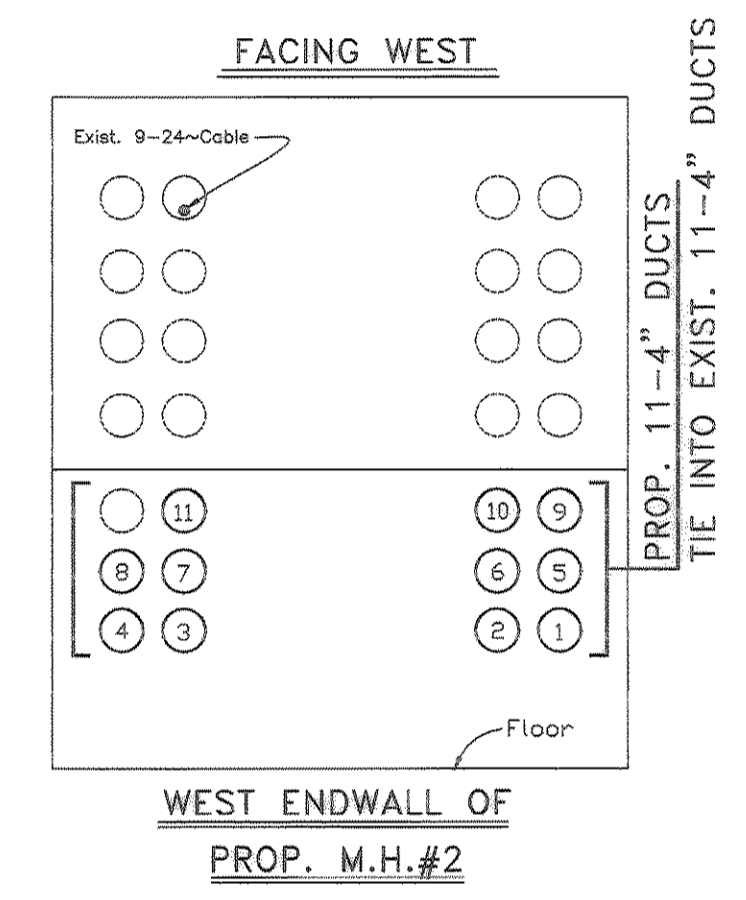 FACING WEST
Exist. 9-24~Cable
11
10
9
8
7
6
5
4
3
2
1
Floor
PROP. 11-4" DUCTS
TIE INTO EXIST. 11-4" DUCTS
WEST ENDWALL OF
PROP. M.H.#2